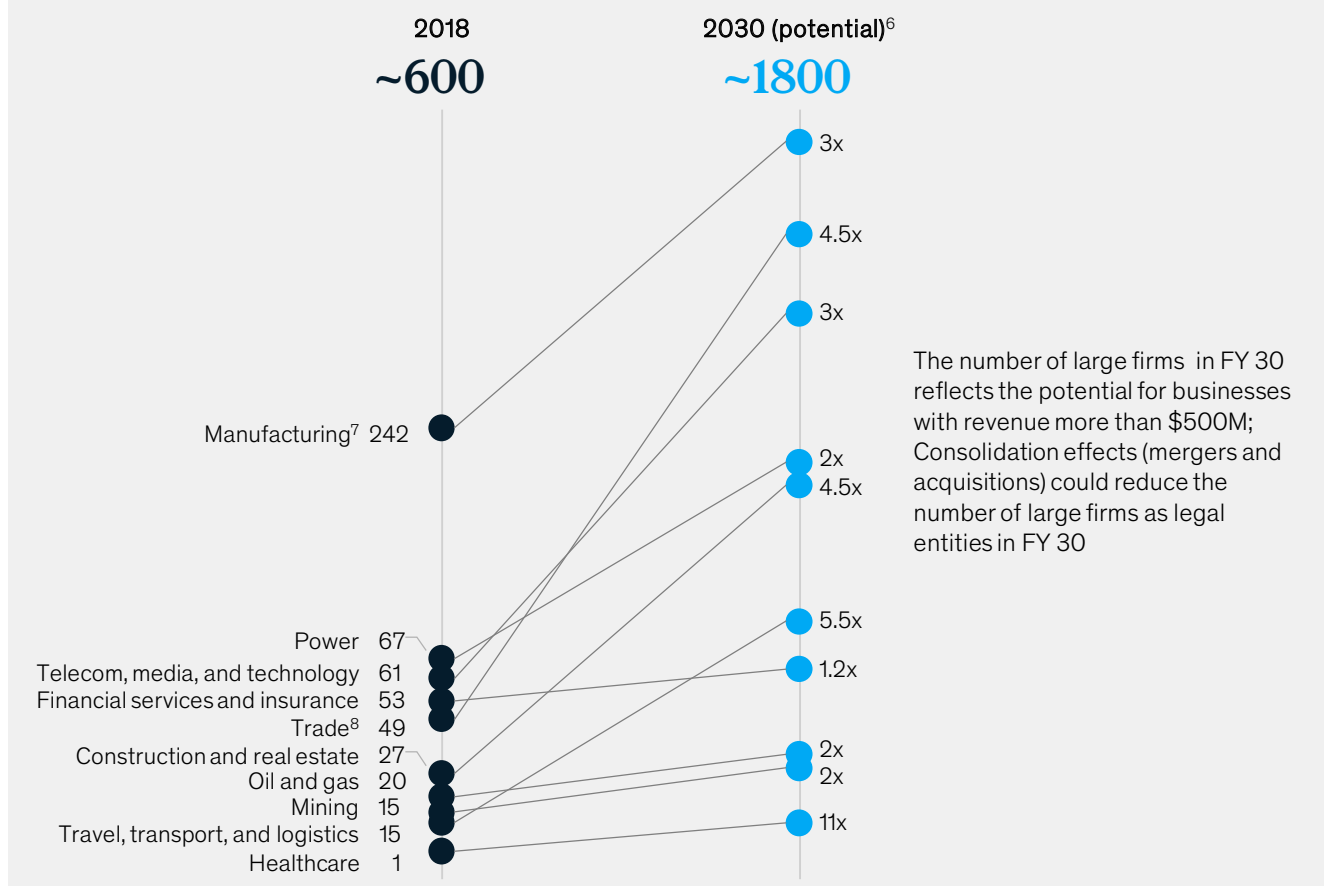 2018
2030 (potential)⁶
~600
~1800
3x
4.5x
3x
The number of large firms in FY 30
reflects the potential for businesses
with revenue more than $500M;
Consolidation effects (mergers and
acquisitions) could reduce the
number of large firms as legal
entities in FY 30
Manufacturing⁷ 242
2x
4.5x
5.5x
Power 67
Telecom, media, and technology 61
1.2x
Financial services and insurance 53
Trade⁸ 49
Construction and real estate 27
2x
Oil and gas 20
2x
Mining 15
Travel, transport, and logistics 15
11x
Healthcare 1